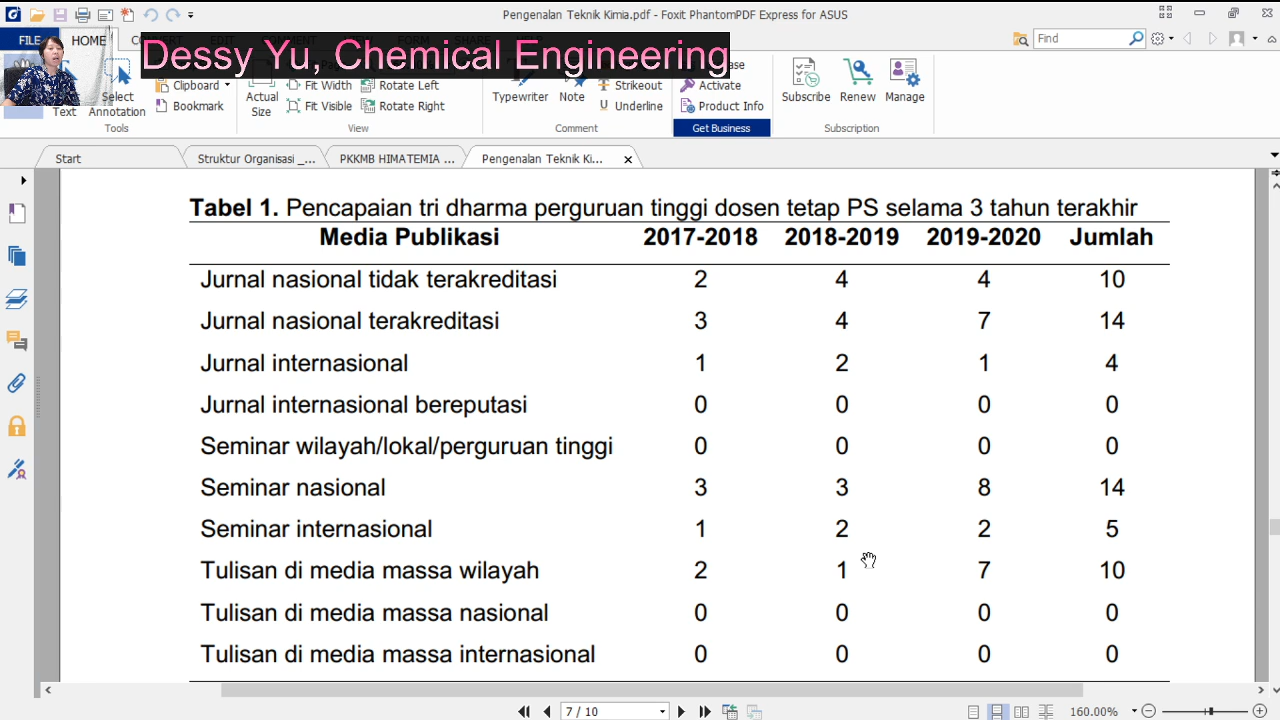 Pengenalan Teknik Kimia.pdf - Foxit PhantomPDF Express for ASUS
FILE HOME
Find
Dessy Yu, Chemical Engineering
Text
Select
Annotation
Clipboard
Bookmark
Tools
Actual
Size
Fit Width
Fit Visible
Rotate Left
Rotate Right
View
Typewriter
Note
Strikeout
Underline
Comment
Activate
Product Info
Get Business
Subscribe
Renew
Manage
Subscription
Start
Struktur Organisasi _...
PKKMB HIMATEMIA ...
Pengenalan Teknik Ki...
Tabel 1. Pencapaian tri dharma perguruan tinggi dosen tetap PS selama 3 tahun terakhir
Media Publikasi 2017-2018 2018-2019 2019-2020 Jumlah
Jurnal nasional tidak terakreditasi 2 4 4 10
Jurnal nasional terakreditasi 3 4 7 14
Jurnal internasional 1 2 1 4
Jurnal internasional bereputasi 0 0 0 0
Seminar wilayah/lokal/perguruan tinggi 0 0 0 0
Seminar nasional 3 3 8 14
Seminar internasional 1 2 2 5
Tulisan di media massa wilayah 2 1 7 10
Tulisan di media massa nasional 0 0 0 0
Tulisan di media massa internasional 0 0 0 0
7 / 10
160.00%